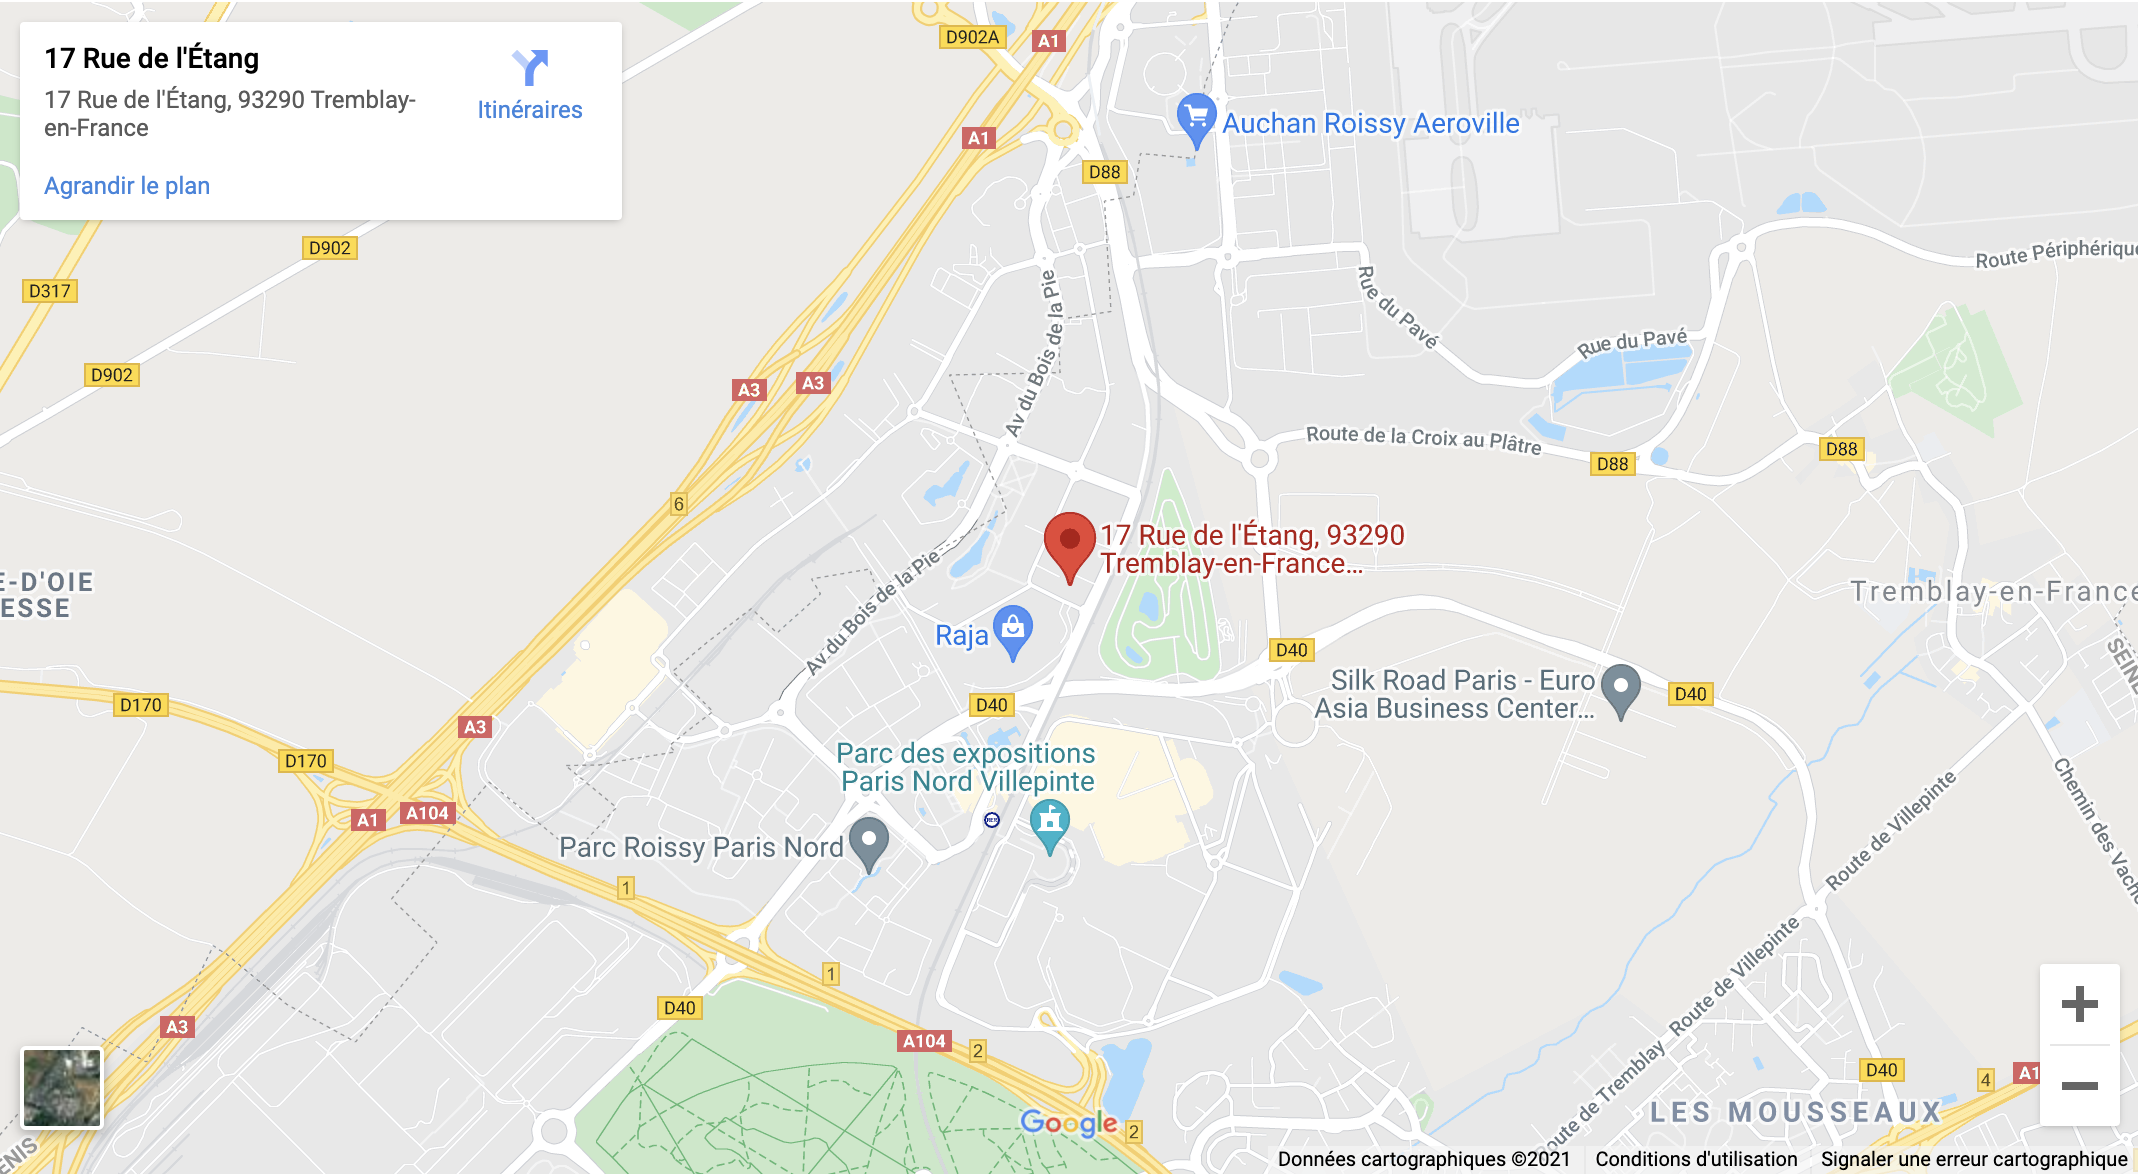 17 Rue de l'Étang
17 Rue de l'Étang, 93290 Tremblay-
en-France
Itinéraires
Agrandir le plan
D902A
A1
A1
Auchan Roissy Aeroville
D88
D902
D317
Route Périphérique
Rue du Pavé
Rue du Pavé
Av du Bois de la Pie
D902
A3
A3
Route de la Croix au Plâtre
D88
D88
6
17 Rue de l'Étang, 93290
Tremblay-en-France...
E-D'OIE
ESSE
Av du Bois de la Pie
Tremblay-en-France
Raja
D40
SEINE
Silk Road Paris - Euro
Asia Business Center...
D40
D170
D40
A3
D170
Parc des expositions
Paris Nord Villepinte
Chemin des Vache
Route de Villepinte
A1
A104
RER
Parc Roissy Paris Nord
1
1
Route de Villepinte
D40
A3
A104
2
Route de Tremblay
D40
4
A1
LES MOUSSEAUX
Google
2
ENIS
Données cartographiques ©2021
Conditions d'utilisation
Signaler une erreur cartographique